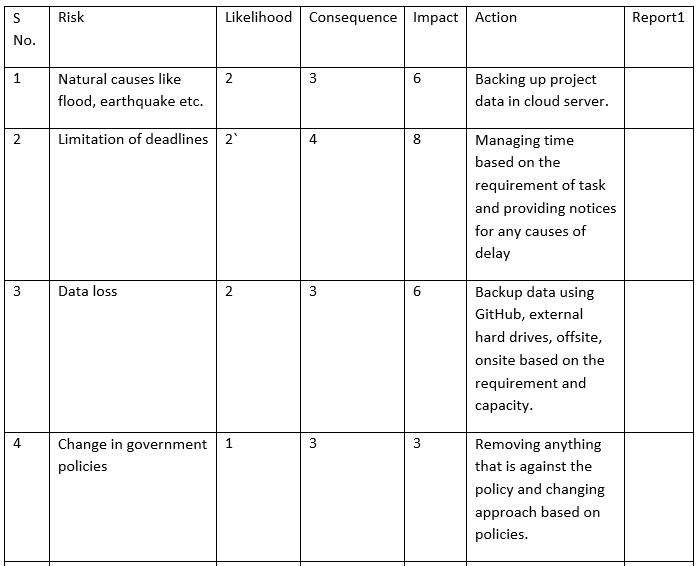 S Risk Likelihood Consequence Impact Action Report1
No.
1 Natural causes like 2 3 6 Backing up project
flood, earthquake etc. data in cloud server.
2 Limitation of deadlines 2` 4 8 Managing time
based on the
requirement of task
and providing notices
for any causes of
delay
3 Data loss 2 3 6 Backup data using
GitHub, external
hard drives, offsite,
onsite based on the
requirement and
capacity.
4 Change in government 1 3 3 Removing anything
policies that is against the
policy and changing
approach based on
policies.